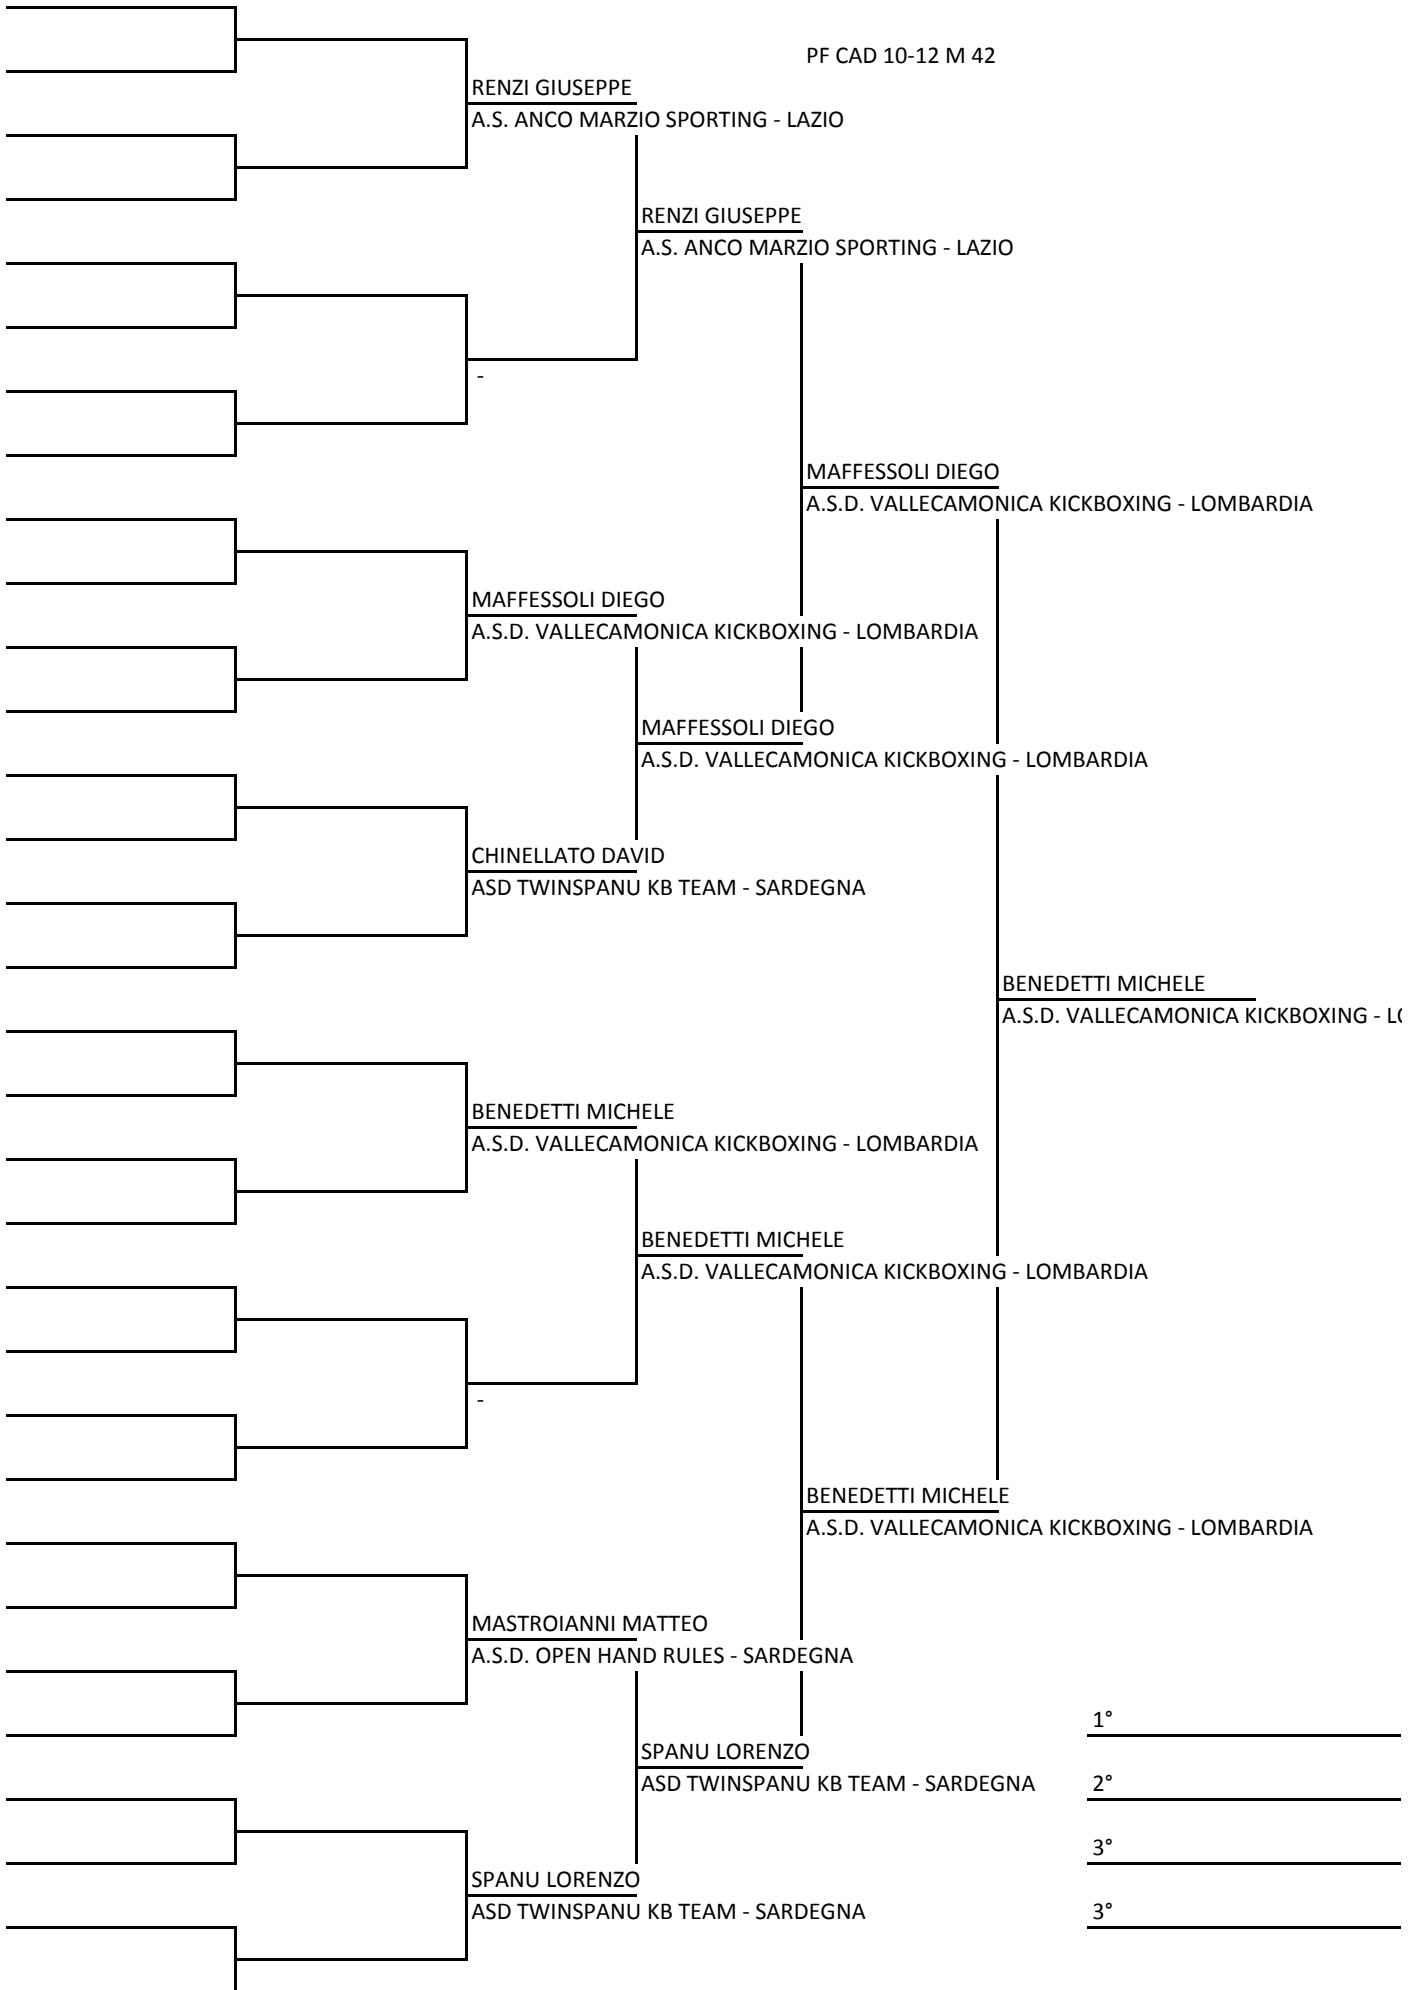 PF CAD 10-12 M 42
RENZI GIUSEPPE
A.S. ANCO MARZIO SPORTING - LAZIO
RENZI GIUSEPPE
A.S. ANCO MARZIO SPORTING - LAZIO
-
MAFFESSOLI DIEGO
A.S.D. VALLECAMONICA KICKBOXING - LOMBARDIA
MAFFESSOLI DIEGO
A.S.D. VALLECAMONICA KICKBOXING - LOMBARDIA
MAFFESSOLI DIEGO
A.S.D. VALLECAMONICA KICKBOXING - LOMBARDIA
CHINELLATO DAVID
ASD TWINSPANU KB TEAM - SARDEGNA
BENEDETTI MICHELE
A.S.D. VALLECAMONICA KICKBOXING - LO
BENEDETTI MICHELE
A.S.D. VALLECAMONICA KICKBOXING - LOMBARDIA
BENEDETTI MICHELE
A.S.D. VALLECAMONICA KICKBOXING - LOMBARDIA
-
BENEDETTI MICHELE
A.S.D. VALLECAMONICA KICKBOXING - LOMBARDIA
MASTROIANNI MATTEO
A.S.D. OPEN HAND RULES - SARDEGNA
1°
SPANU LORENZO
ASD TWINSPANU KB TEAM - SARDEGNA
2°
3°
SPANU LORENZO
ASD TWINSPANU KB TEAM - SARDEGNA
3°